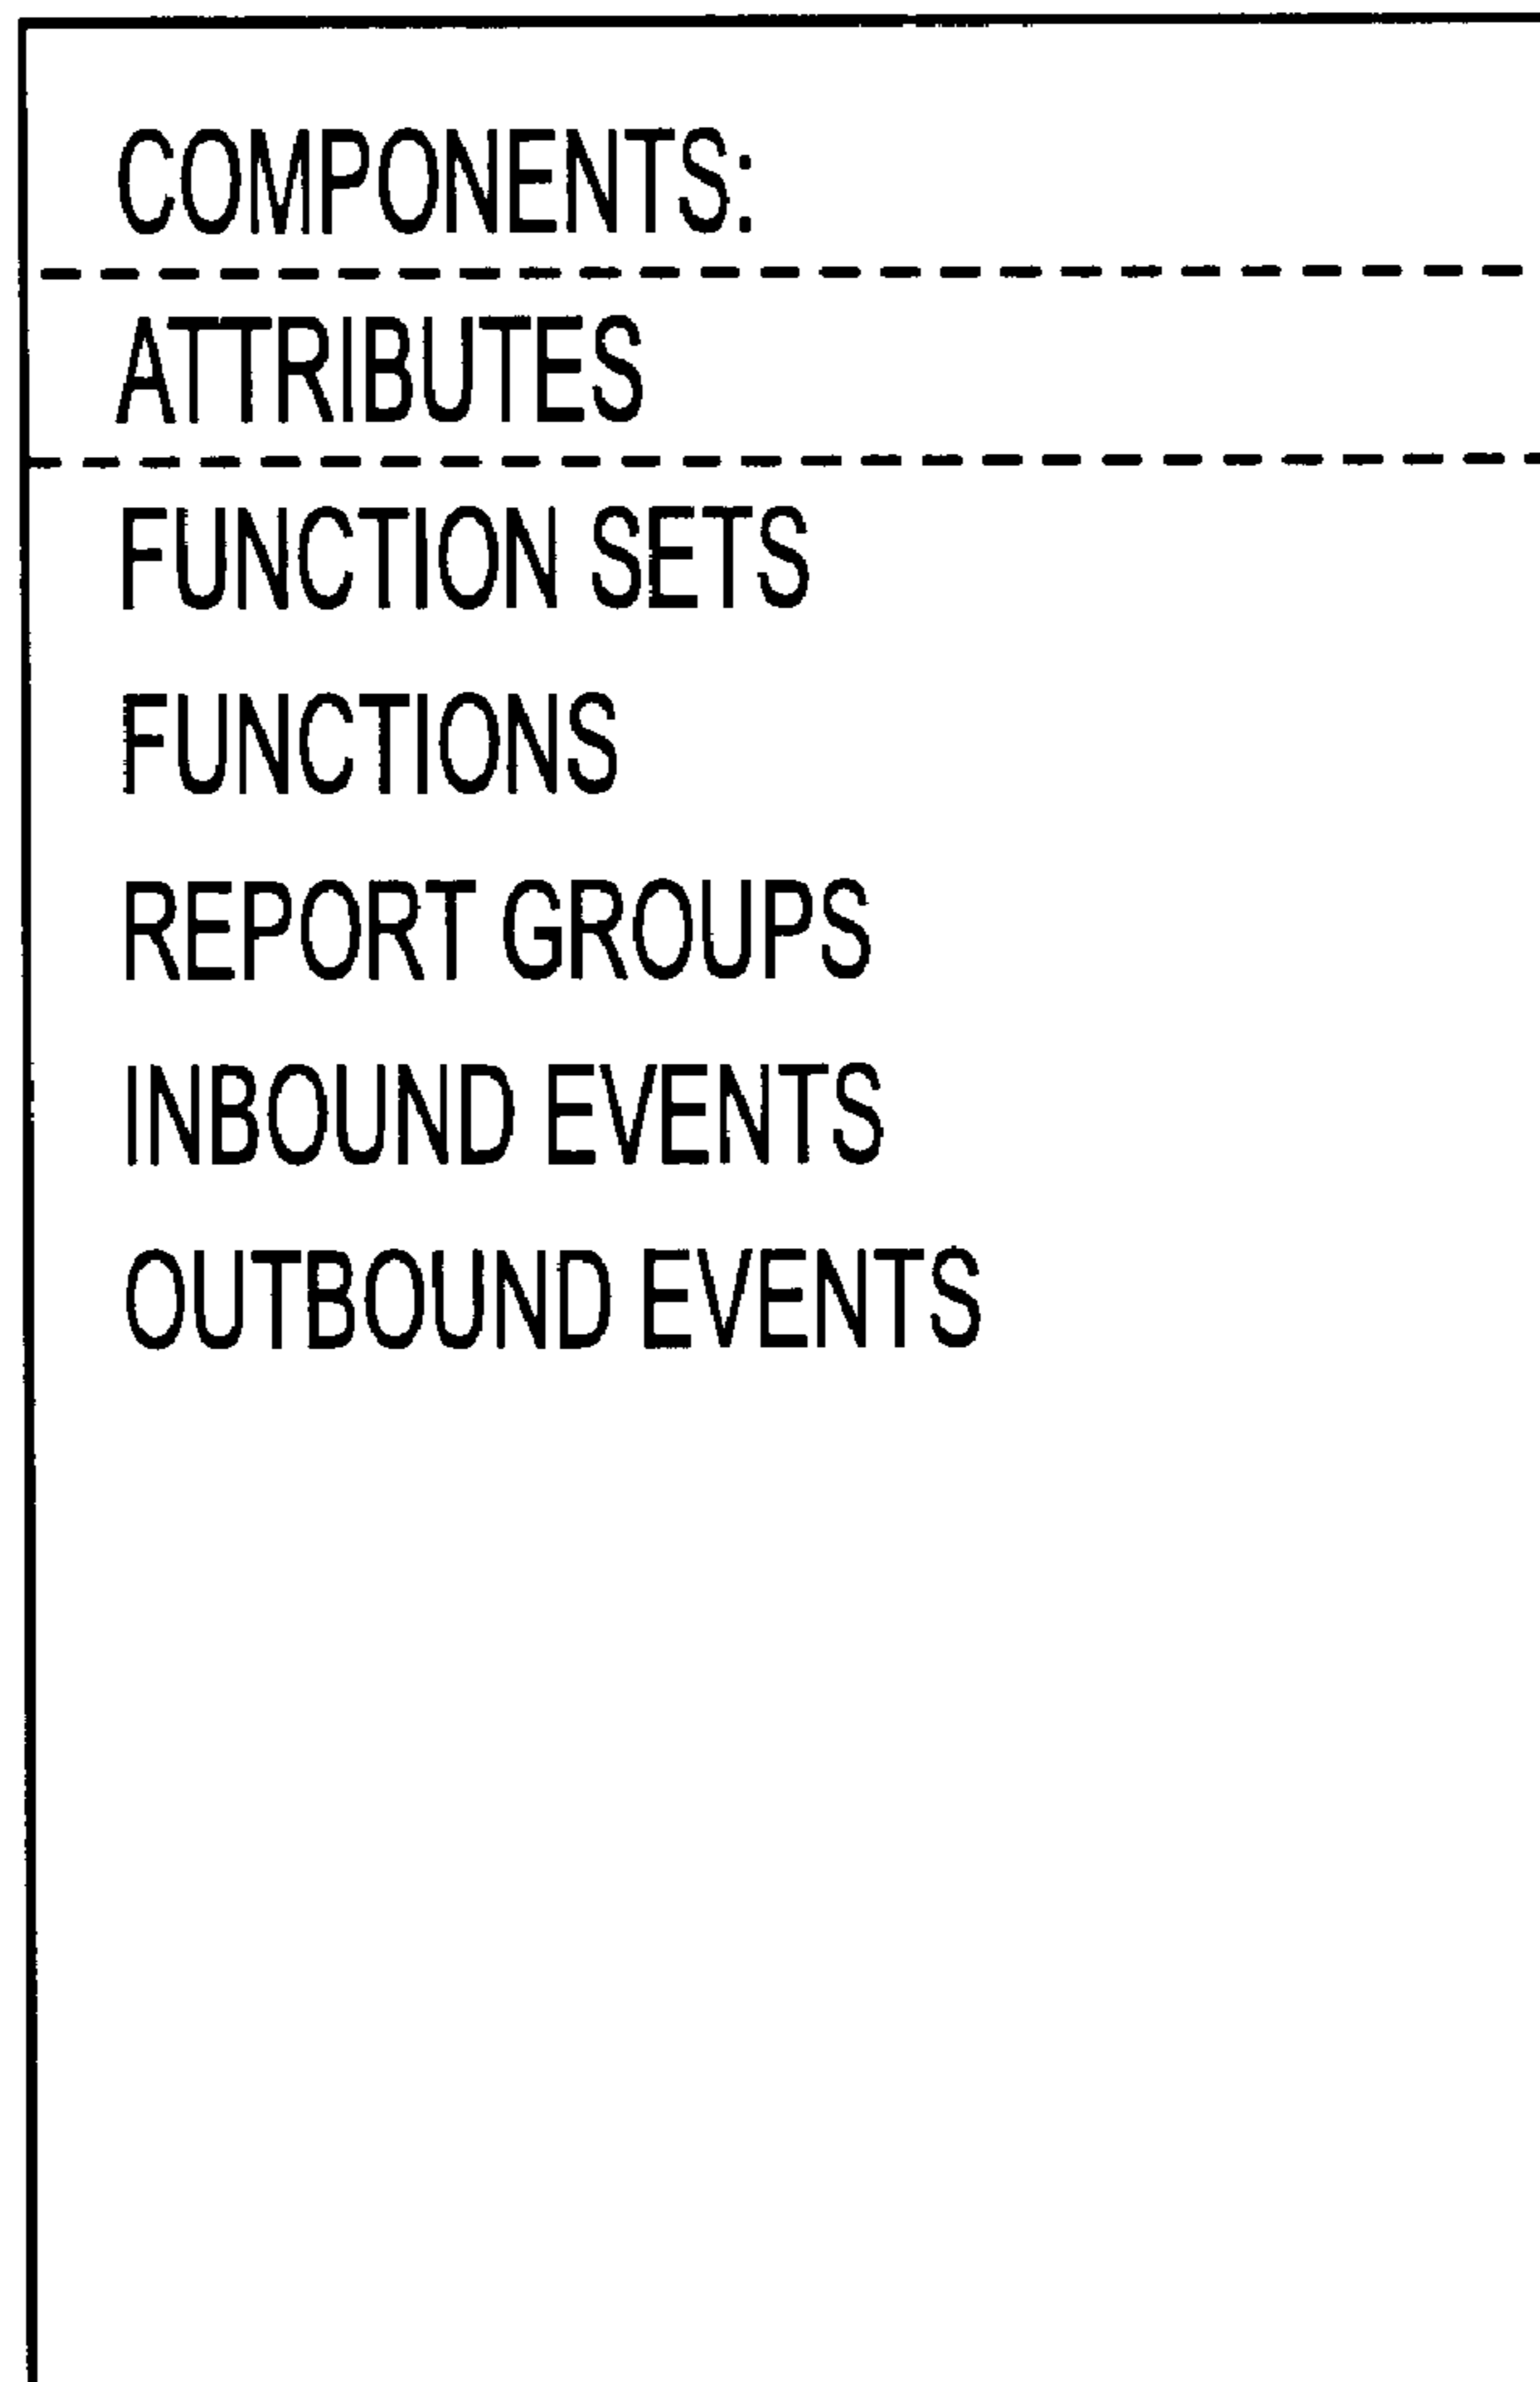 COMPONENTS:
ATTRIBUTES
FUNCTION SETS
FUNCTIONS
REPORT GROUPS
INBOUND EVENTS
OUTBOUND EVENTS